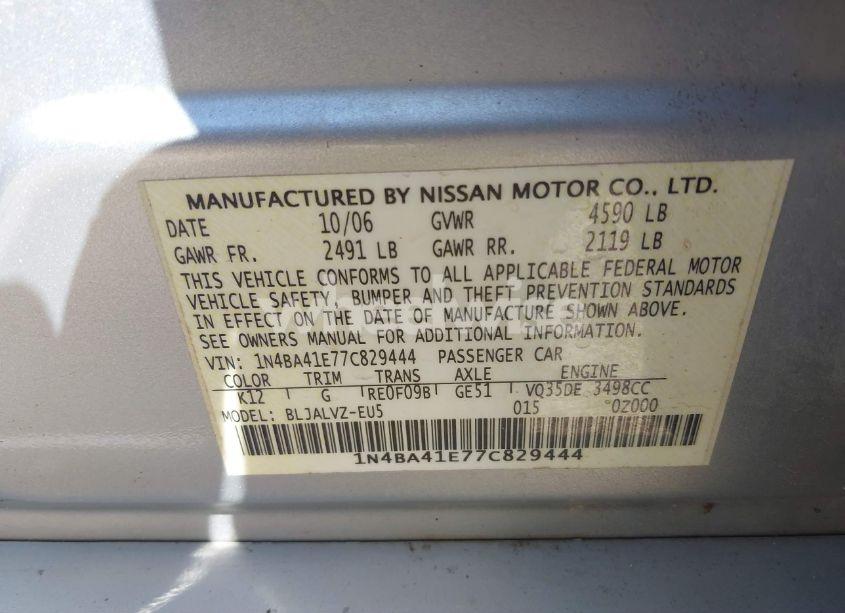 MANUFACTURED BY NISSAN MOTOR CO., LTD.
DATE 10/06 GVWR 4590 LB
GAWR FR. 2491 LB GAWR RR. 2119 LB
THIS VEHICLE CONFORMS TO ALL APPLICABLE FEDERAL MOTOR
VEHICLE SAFETY, BUMPER AND THEFT PREVENTION STANDARDS
IN EFFECT ON THE DATE OF MANUFACTURE SHOWN ABOVE.
SEE OWNERS MANUAL FOR ADDITIONAL INFORMATION.
VIN: 1N4BA41E77C829444 PASSENGER CAR
COLOR TRIM TRANS AXLE ENGINE
K12 G RE0F09B GE51 VQ35DE 3498CC
MODEL: BLJALVZ-EU5 015 0Z000
1N4BA41E77C829444